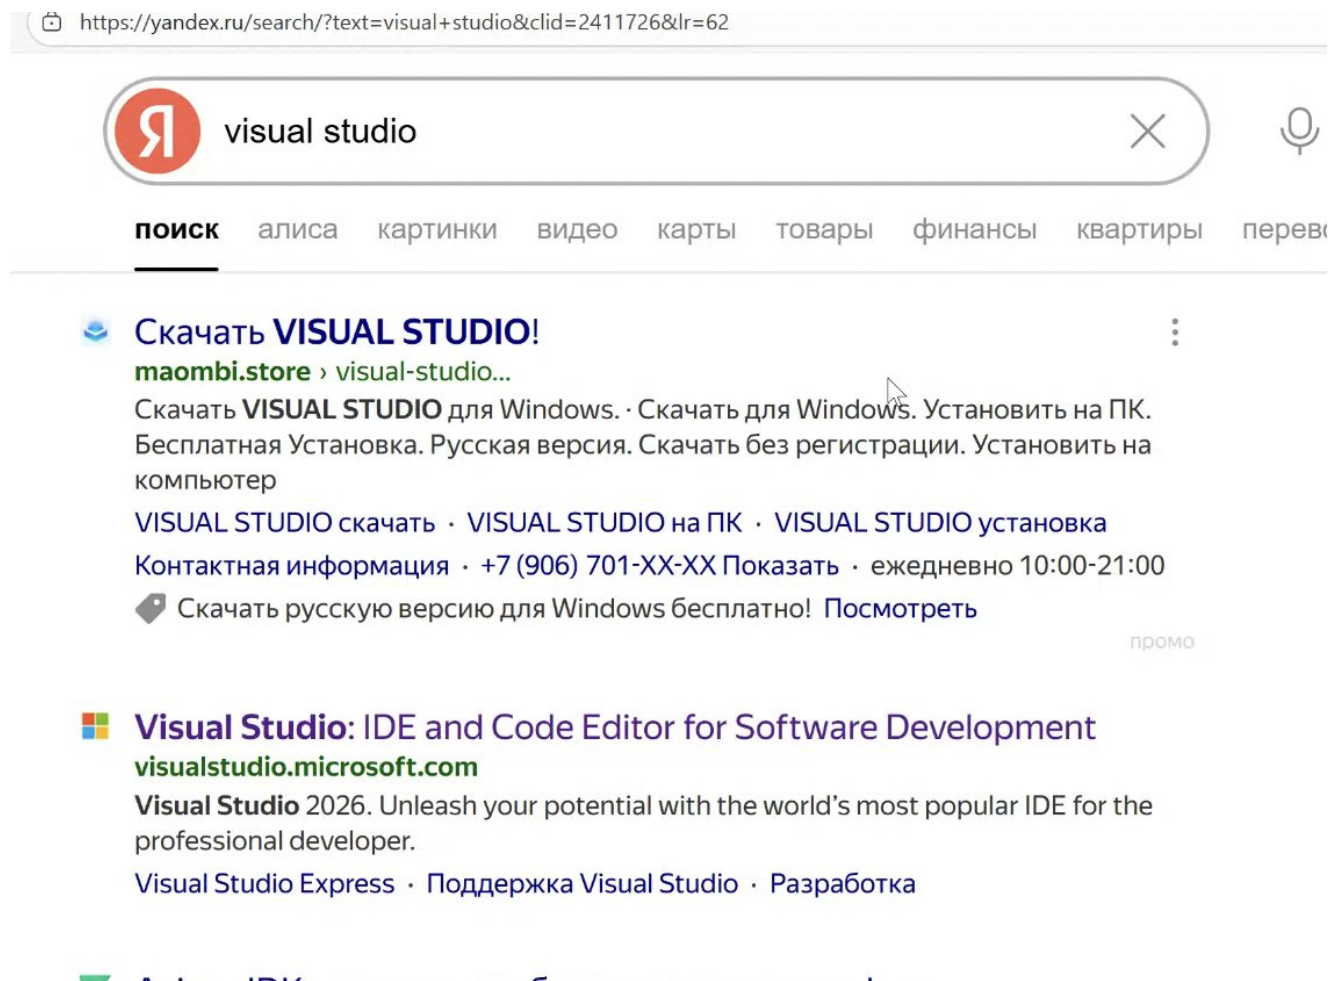 https://yandex.ru/search/?text=visual+studio&clid=2411726&lr=62
Я visual studio
поиск алиса картинки видео карты товары финансы квартиры перево
Скачать VISUAL STUDIO!
maombi.store › visual-studio...
Скачать VISUAL STUDIO для Windows. · Скачать для Windows. Установить на ПК.
Бесплатная Установка. Русская версия. Скачать без регистрации. Установить на
компьютер
VISUAL STUDIO скачать · VISUAL STUDIO на ПК · VISUAL STUDIO установка
Контактная информация · +7 (906) 701-XX-XX Показать · ежедневно 10:00-21:00
Скачать русскую версию для Windows бесплатно! Посмотреть
промо
Visual Studio: IDE and Code Editor for Software Development
visualstudio.microsoft.com
Visual Studio 2026. Unleash your potential with the world's most popular IDE for the
professional developer.
Visual Studio Express · Поддержка Visual Studio · Разработка